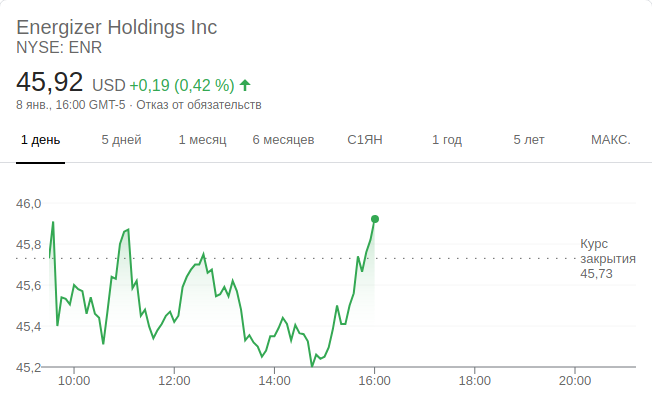 Energizer Holdings Inc
NYSE: ENR
45,92 USD +0,19 (0,42 %)
8 янв., 16:00 GMT-5 · Отказ от обязательств
1 день 5 дней 1 месяц 6 месяцев С1ЯН 1 год 5 лет МАКС.
46,0
45,8
45,6
45,4
45,2
Курс
закрытия
45,73
10:00 12:00 14:00 16:00 18:00 20:00